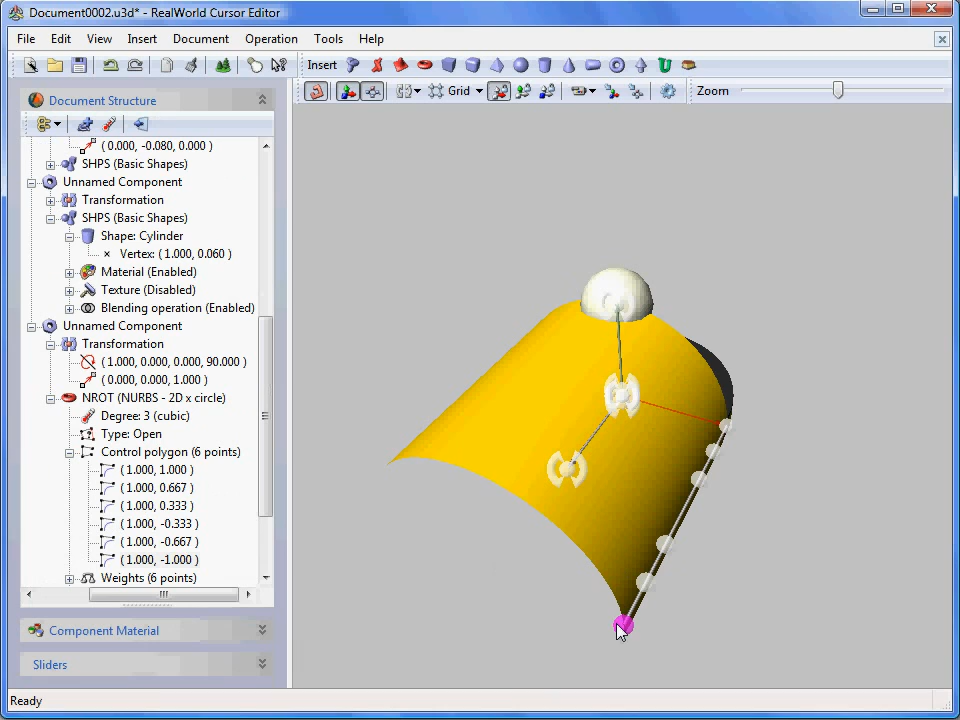 Document0002.u3d* - RealWorld Cursor Editor
File Edit View Insert Document Operation Tools Help
Insert
Grid Zoom
Document Structure
( 0.000, -0.080, 0.000 )
SHPS (Basic Shapes)
Unnamed Component
Transformation
SHPS (Basic Shapes)
Shape: Cylinder
Vertex: ( 1.000, 0.060 )
Material (Enabled)
Texture (Disabled)
Blending operation (Enabled)
Unnamed Component
Transformation
( 1.000, 0.000, 0.000, 90.000 )
( 0.000, 0.000, 1.000 )
NROT (NURBS - 2D x circle)
Degree: 3 (cubic)
Type: Open
Control polygon (6 points)
( 1.000, 1.000 )
( 1.000, 0.667 )
( 1.000, 0.333 )
( 1.000, -0.333 )
( 1.000, -0.667 )
( 1.000, -1.000 )
Weights (6 points)
Component Material
Sliders
Ready